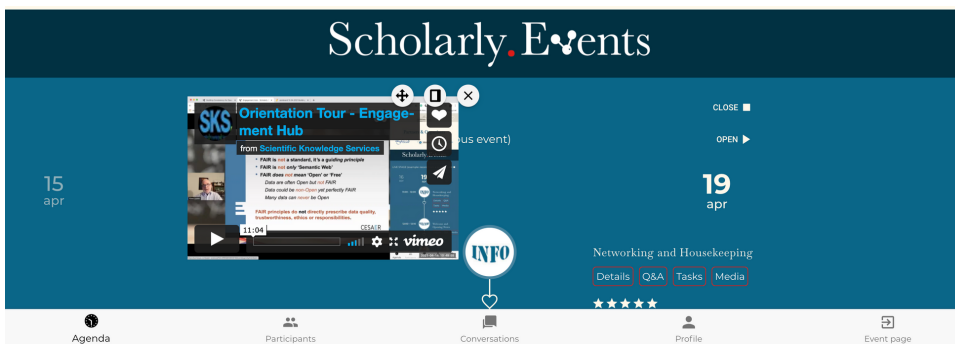 Scholarly.Events
CLOSE
OPEN
SKS
Orientation Tour - Engage-
ment Hub
from Scientific Knowledge Services
ous event)
• FAIR is not a standard, it's a guiding principle
• FAIR is not only 'Semantic Web'
• FAIR does not mean 'Open' or 'Free'
Data are often Open but not FAIR
Data could be non-Open yet perfectly FAIR
Many data can never be Open
FAIR principles do not directly prescribe data quality,
trustworthiness, ethics or responsibilities.
CESAER
11:04
vimeo
15
apr
19
apr
INFO
Networking and Housekeeping
Details
Q&A
Tasks
Media
Agenda
Participants
Conversations
Profile
Event page